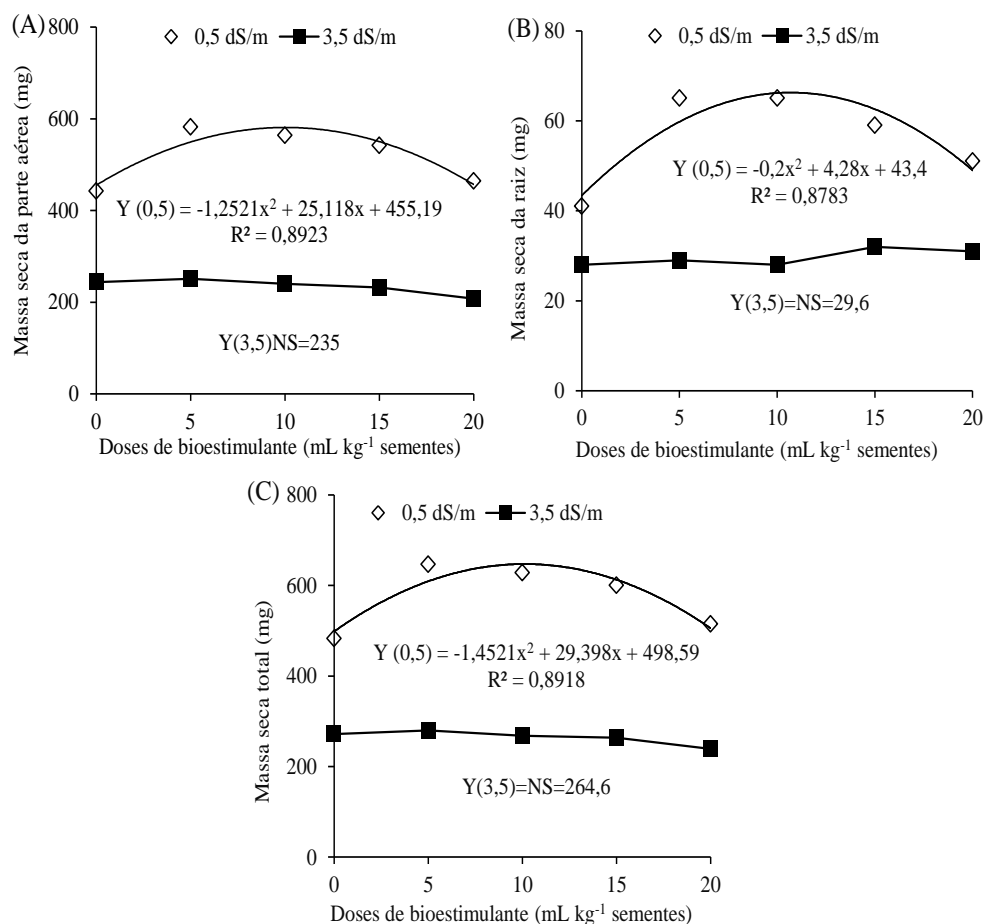 (A)
800
600
400
200
0
Massa seca da parte aérea (mg)
0,5 dS/m 3,5 dS/m
Y (0,5) = -1,2521x² + 25,118x + 455,19
R² = 0,8923
Y(3,5)NS=235
0 5 10 15 20
Doses de bioestimulante (mL kg⁻¹ sementes)
(B)
80
60
40
20
0
Massa seca da raiz (mg)
0,5 dS/m 3,5 dS/m
Y (0,5) = -0,2x² + 4,28x + 43,4
R² = 0,8783
Y(3,5)=NS=29,6
0 5 10 15 20
Doses de bioestimulante (mL kg⁻¹ sementes)
(C)
800
600
400
200
0
Massa seca total (mg)
0,5 dS/m 3,5 dS/m
Y (0,5) = -1,4521x² + 29,398x + 498,59
R² = 0,8918
Y(3,5)=NS=264,6
0 5 10 15 20
Doses de bioestimulante (mL kg⁻¹ sementes)